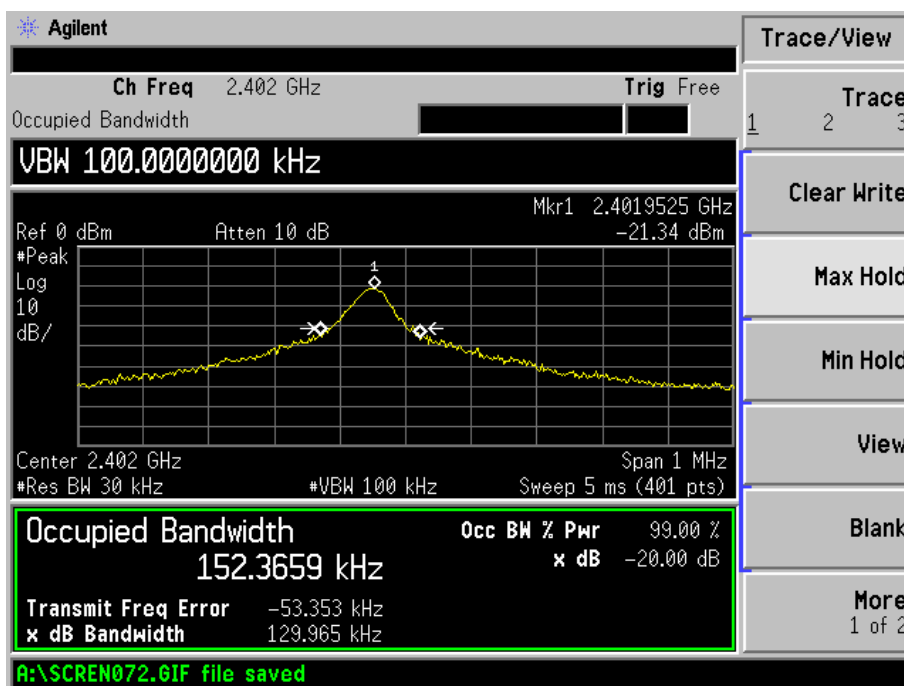 Agilent
Trace/View
Ch Freq 2.402 GHz Trig Free
Occupied Bandwidth
VBW 100.0000000 kHz
Mkr1 2.4019525 GHz
Ref 0 dBm Atten 10 dB -21.34 dBm
#Peak
Log
10
dB/
1
Center 2.402 GHz Span 1 MHz
#Res BW 30 kHz #VBW 100 kHz Sweep 5 ms (401 pts)
Occupied Bandwidth
152.3659 kHz
Occ BW % Pwr 99.00 %
x dB -20.00 dB
Transmit Freq Error -53.353 kHz
x dB Bandwidth 129.965 kHz
A:\SCREN072.GIF file saved
Trace
1 2 3
Clear Write
Max Hold
Min Hold
View
Blank
More
1 of 2